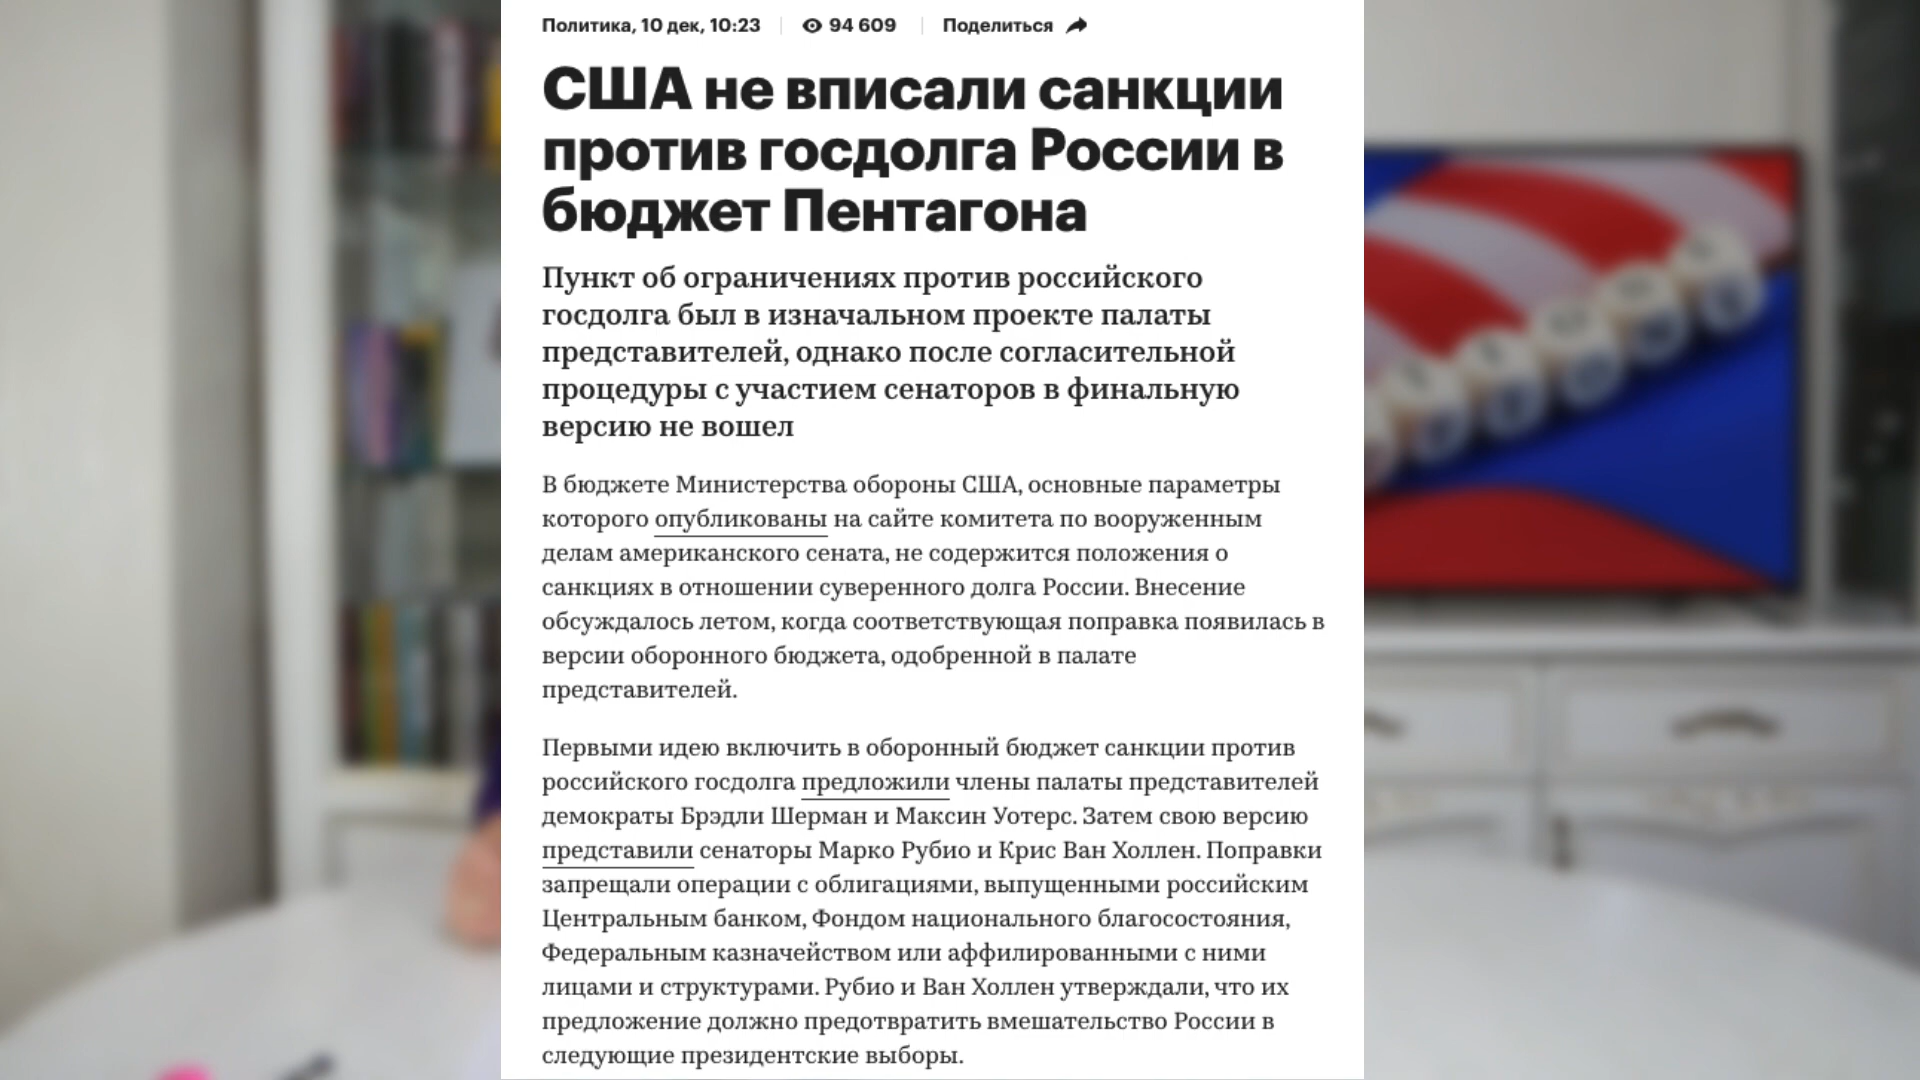 Политика, 10 дек, 10:23 94 609 Поделиться
США не вписали санкции
против госдолга России в
бюджет Пентагона
Пункт об ограничениях против российского
госдолга был в изначальном проекте палаты
представителей, однако после согласительной
процедуры с участием сенаторов в финальную
версию не вошел
В бюджете Министерства обороны США, основные параметры
которого опубликованы на сайте комитета по вооруженным
делам американского сената, не содержится положения о
санкциях в отношении суверенного долга России. Внесение
обсуждалось летом, когда соответствующая поправка появилась в
версии оборонного бюджета, одобренной в палате
представителей.
Первыми идею включить в оборонный бюджет санкции против
российского госдолга предложили члены палаты представителей
демократы Брэдли Шерман и Максин Уотерс. Затем свою версию
представили сенаторы Марко Рубио и Крис Ван Холлен. Поправки
запрещали операции с облигациями, выпущенными российским
Центральным банком, Фондом национального благосостояния,
Федеральным казначейством или аффилированными с ними
лицами и структурами. Рубио и Ван Холлен утверждали, что их
предложение должно предотвратить вмешательство России в
следующие президентские выборы.